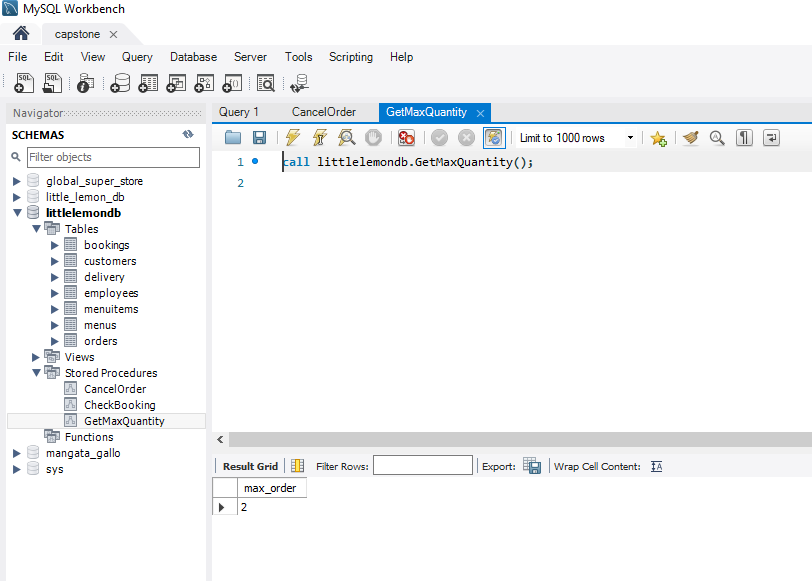 MySQL Workbench
capstone
File Edit View Query Database Server Tools Scripting Help
Navigator
SCHEMAS
Filter objects
global_super_store
little_lemon_db
littlelemondb
Tables
bookings
customers
delivery
employees
menuitems
menus
orders
Views
Stored Procedures
CancelOrder
CheckBooking
GetMaxQuantity
Functions
mangata_gallo
sys
Query 1 CancelOrder GetMaxQuantity
Limit to 1000 rows
1 call littlelemondb.GetMaxQuantity();
2
Result Grid Filter Rows: Export: Wrap Cell Content:
max_order
2